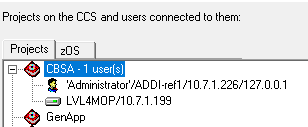 Projects on the CCS and users connected to them:
Projects zOS
CBSA - 1 user(s)
'Administrator'/ADDI-ref1/10.7.1.226/127.0.0.1
LVL4MOP/10.7.1.199
GenApp